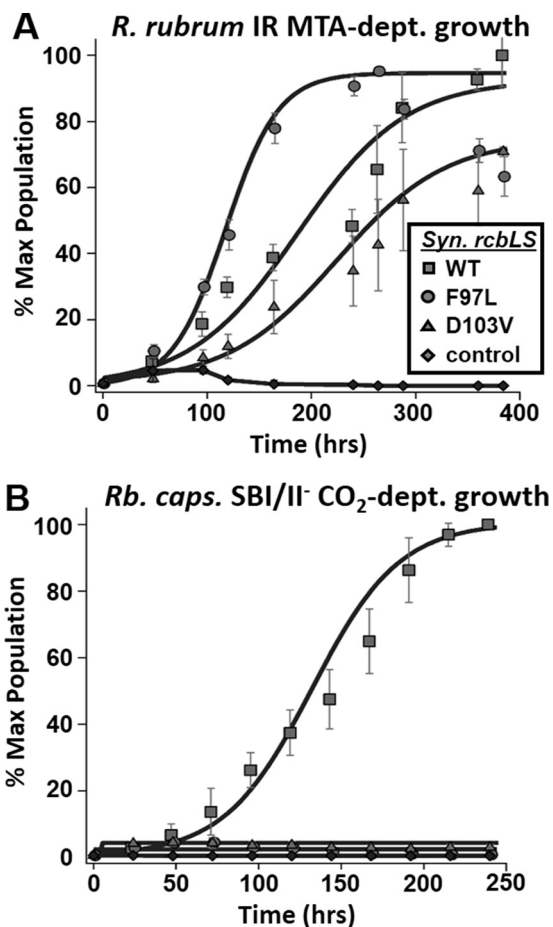 A
R. rubrum IR MTA-dept. growth
% Max Population
100
80
60
40
20
0
Syn. rcbLS
WT
F97L
D103V
control
0 100 200 300 400
Time (hrs)
B
Rb. caps. SBI/II- CO2-dept. growth
% Max Population
100
80
60
40
20
0
0 50 100 150 200 250
Time (hrs)